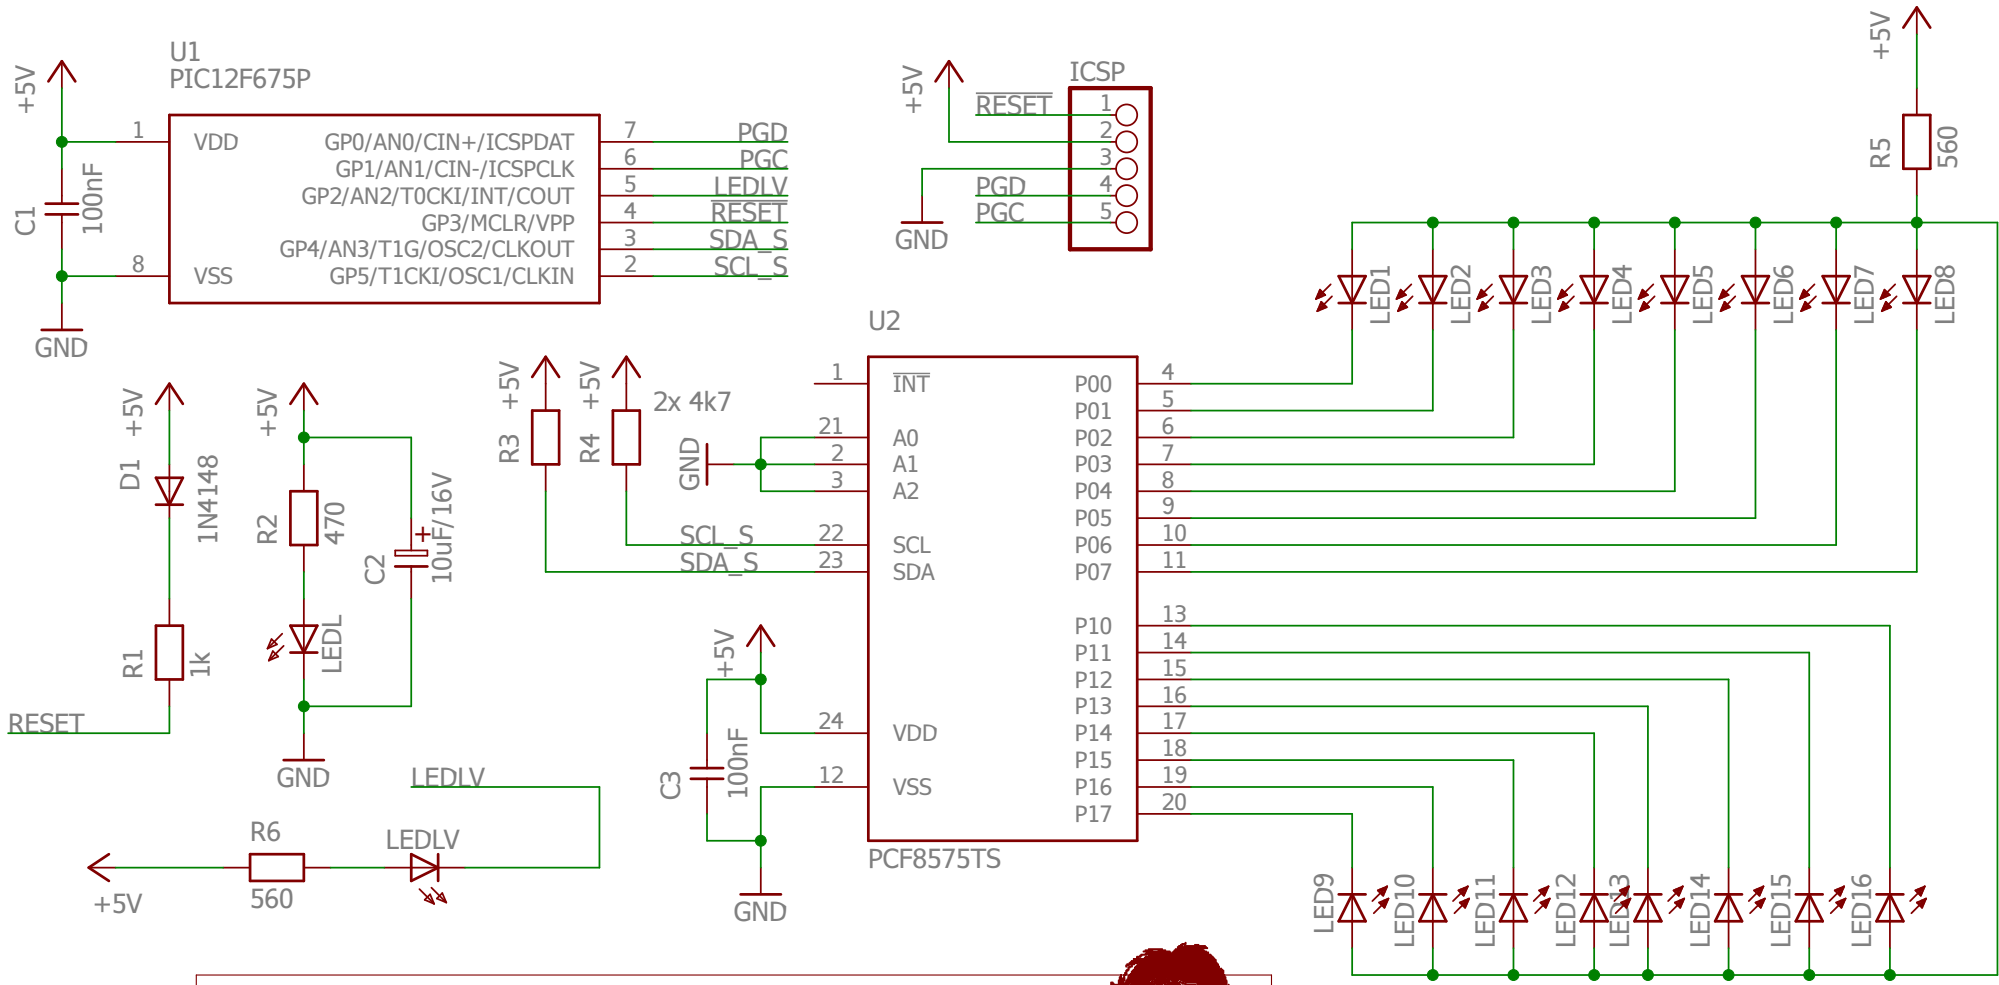 U1
PIC12F675P
+5V
1
VDD
8
VSS
C1
100nF
GND
GP0/AN0/CIN+/ICSPDAT
7
PGD
GP1/AN1/CIN-/ICSPCLK
6
PGC
GP2/AN2/T0CKI/INT/COUT
5
LEDLV
GP3/MCLR/VPP
4
RESET
GP4/AN3/T1G/OSC2/CLKOUT
3
SDA_S
GP5/T1CKI/OSC1/CLKIN
2
SCL_S
ICSP
+5V
RESET
1
2
3
PGD
4
PGC
5
GND
+5V
R5
560
LED1
LED2
LED3
LED4
LED5
LED6
LED7
LED8
+5V
D1
1N4148
R1
1k
RESET
+5V
R2
470
C2
+
10uF/16V
LEDL
GND
+5V
R3
+5V
R4
2x 4k7
GND
SCL_S
SDA_S
U2
1
INT
21
A0
2
A1
3
A2
22
SCL
23
SDA
24
VDD
12
VSS
+5V
C3
100nF
GND
PCF8575TS
P00
4
P01
5
P02
6
P03
7
P04
8
P05
9
P06
10
P07
11
P10
13
P11
14
P12
15
P13
16
P14
17
P15
18
P16
19
P17
20
LEDLV
R6
560
LEDLV
+5V
LED9
LED10
LED11
LED12
LED13
LED14
LED15
LED16